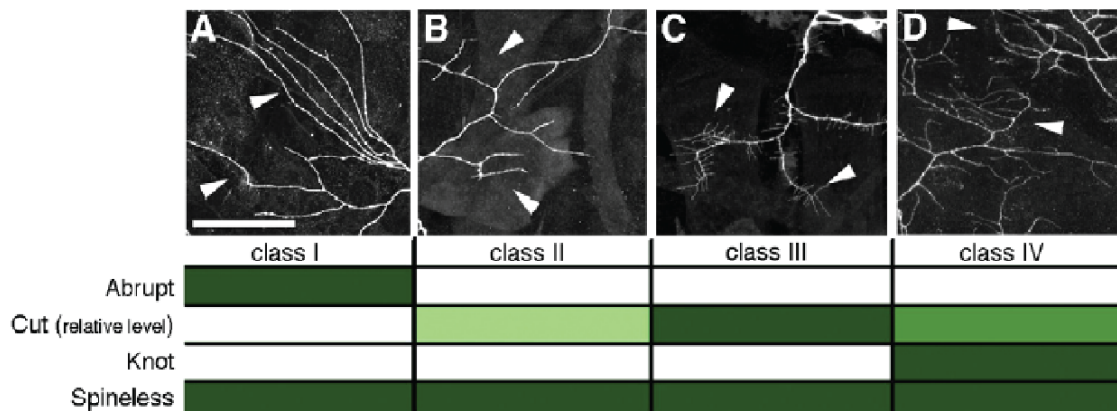 A B C D
class I class II class III class IV
Abrupt
Cut (relative level)
Knot
Spineless